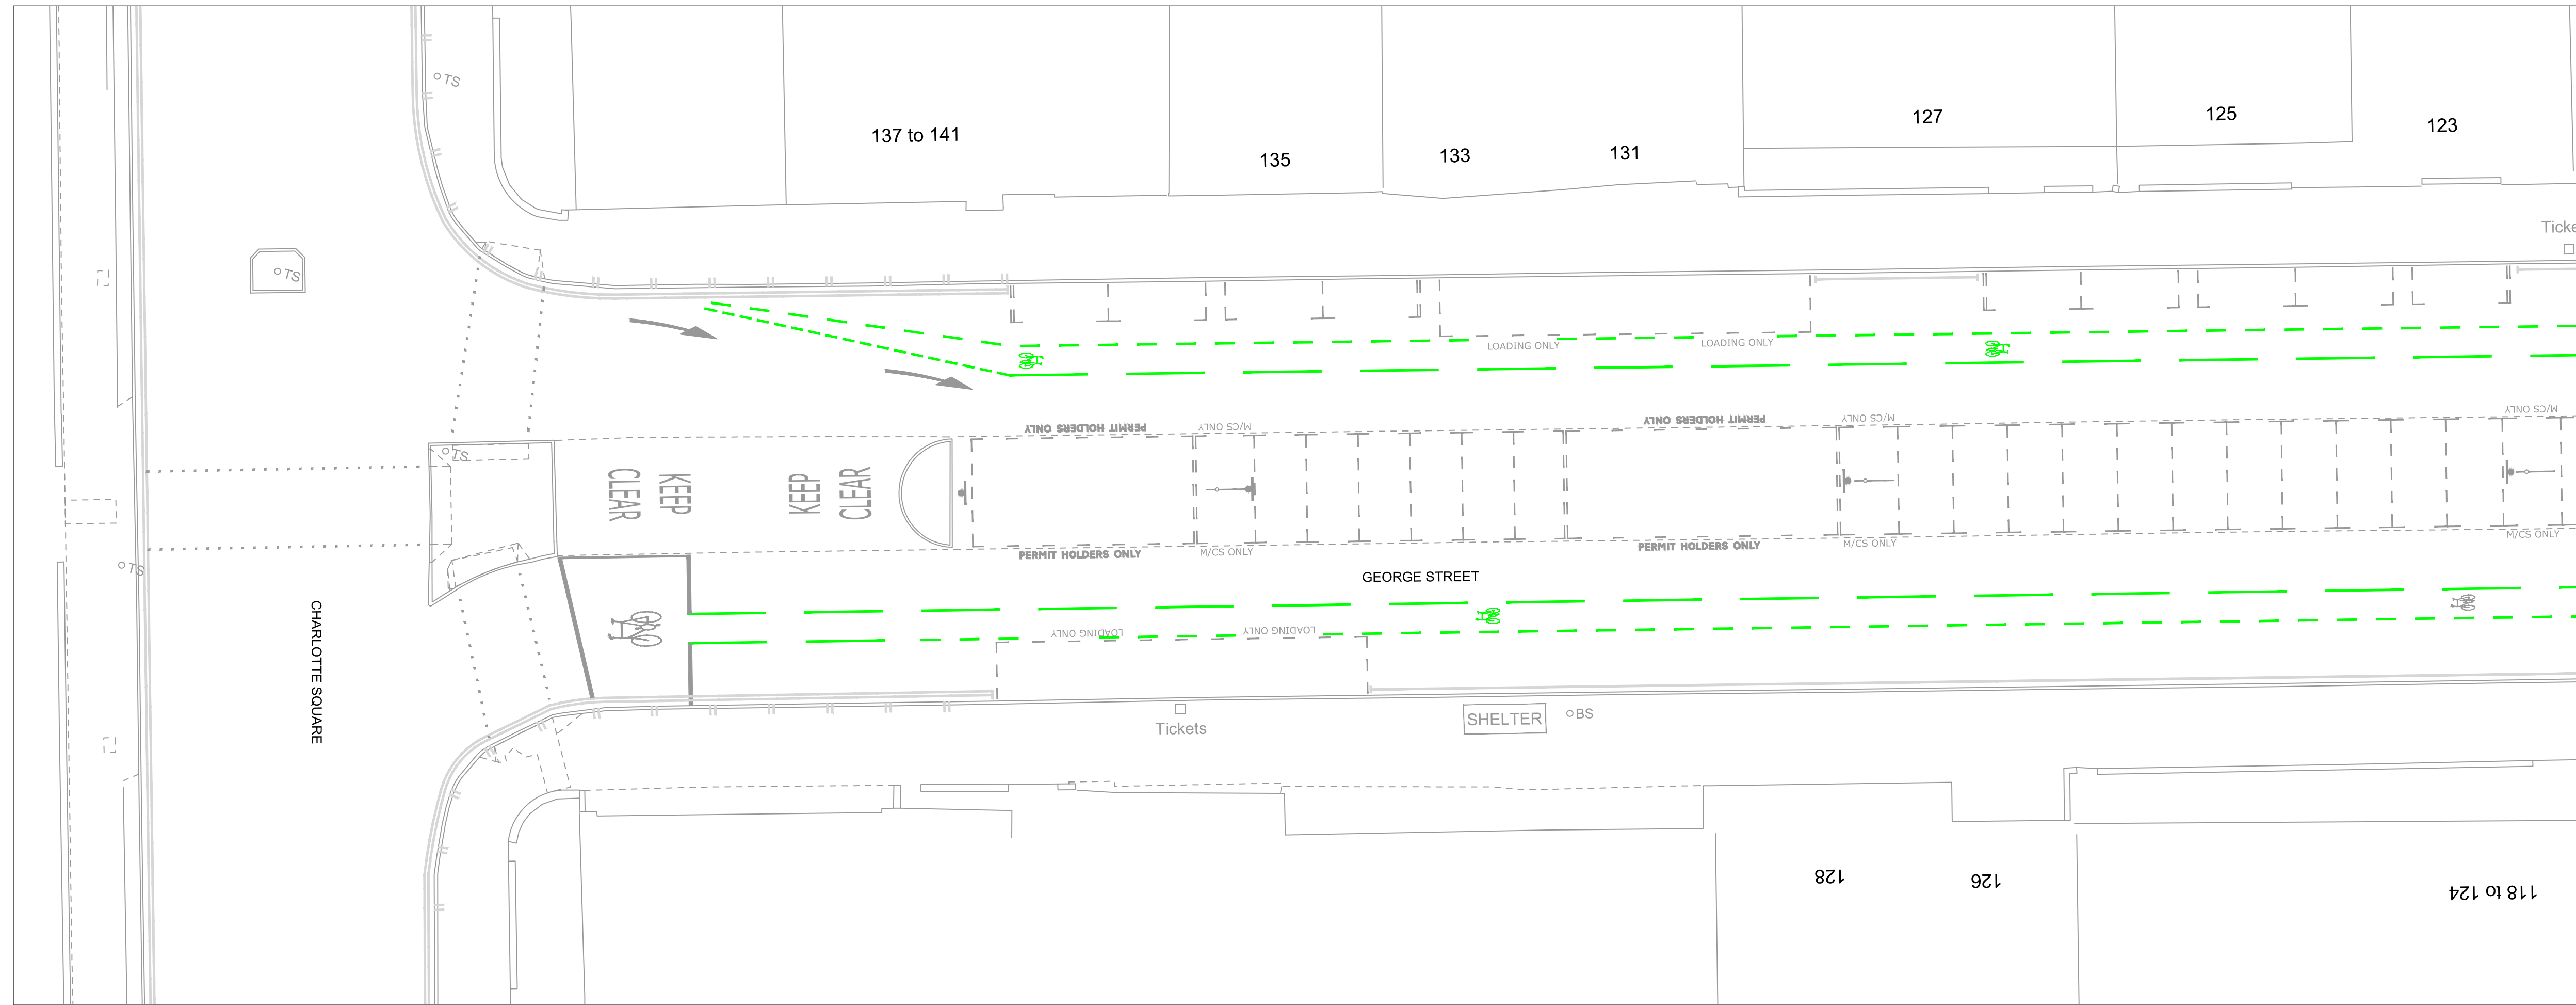 TS
137 to 141
135
133
131
127
125
123
Ticke
TS
LOADING ONLY
LOADING ONLY
PERMIT HOLDERS ONLY
M/CS ONLY
PERMIT HOLDERS ONLY
M/CS ONLY
M/CS ONLY
TS
KEEP
CLEAR
KEEP
CLEAR
PERMIT HOLDERS ONLY
M/CS ONLY
PERMIT HOLDERS ONLY
M/CS ONLY
M/CS ONLY
TS
GEORGE STREET
CHARLOTTE SQUARE
LOADING ONLY
LOADING ONLY
Tickets
SHELTER
BS
128
126
118 to 124